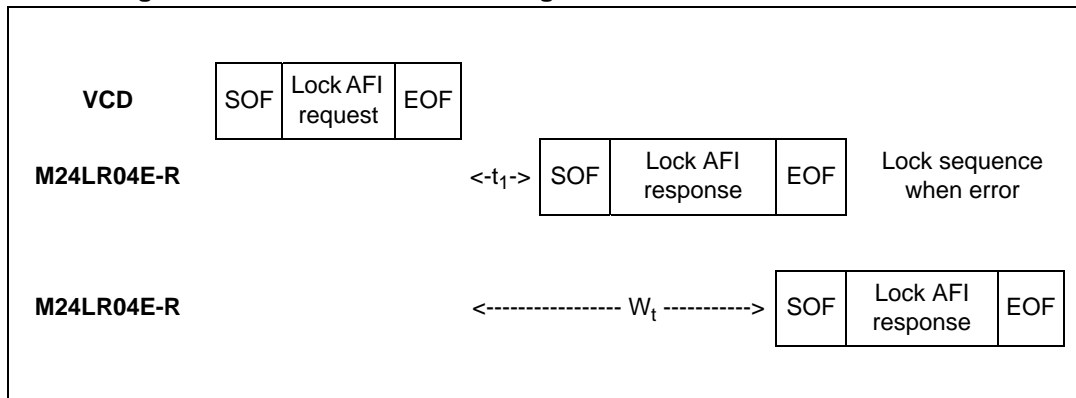 VCD SOF Lock AFI request EOF
M24LR04E-R <-t1-> SOF Lock AFI response EOF Lock sequence when error
M24LR04E-R <----------------- Wt -----------> SOF Lock AFI response EOF